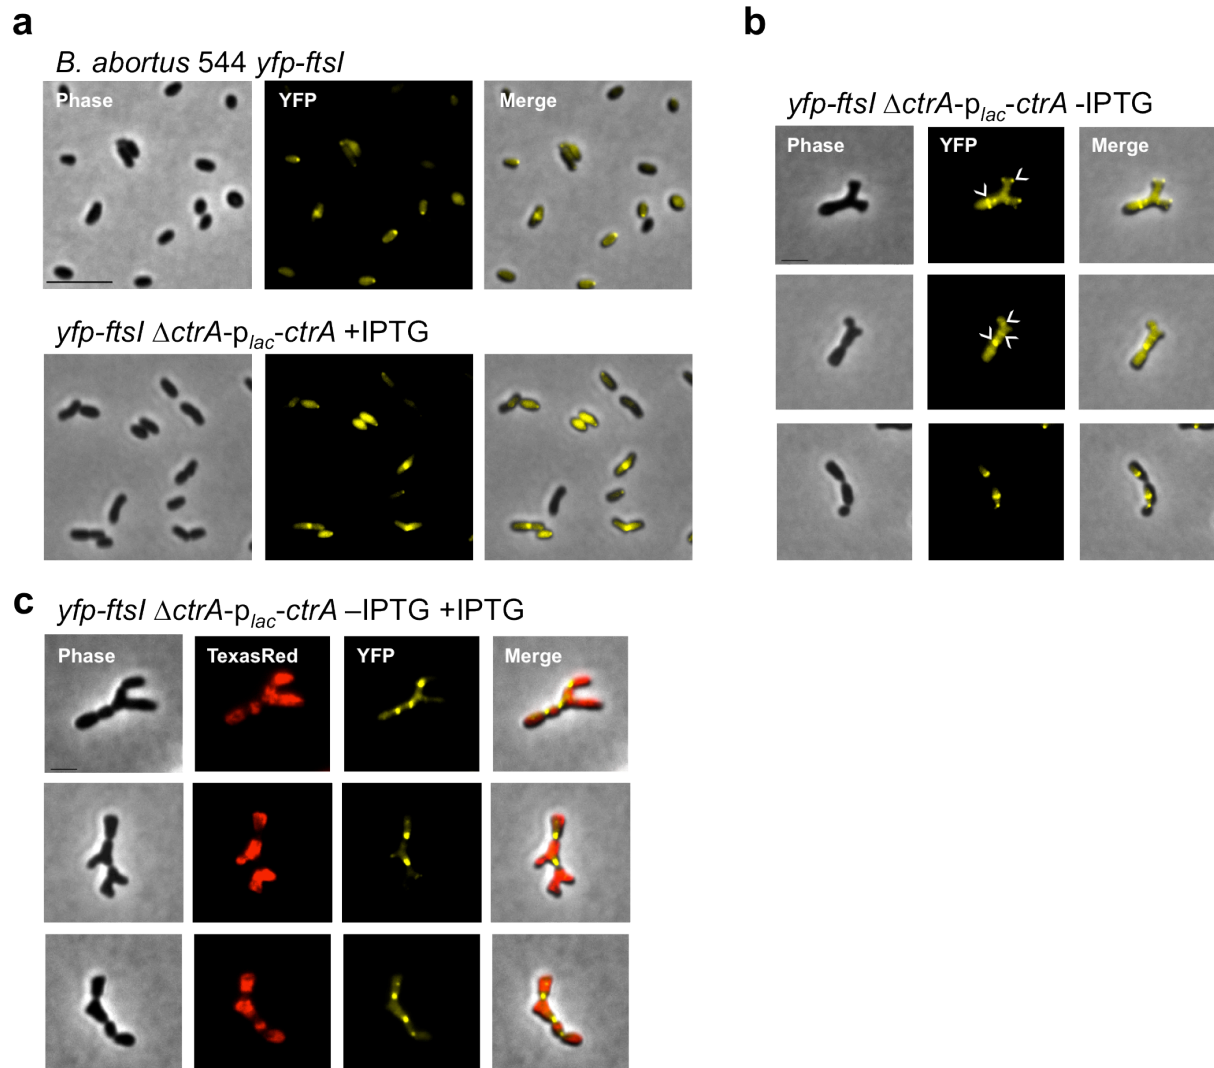 a
B. abortus 544 yfp-ftsI
Phase YFP Merge
yfp-ftsI ΔctrA-plac-ctrA +IPTG
b
yfp-ftsI ΔctrA-plac-ctrA -IPTG
Phase YFP Merge
c yfp-ftsI ΔctrA-plac-ctrA –IPTG +IPTG
Phase TexasRed YFP Merge